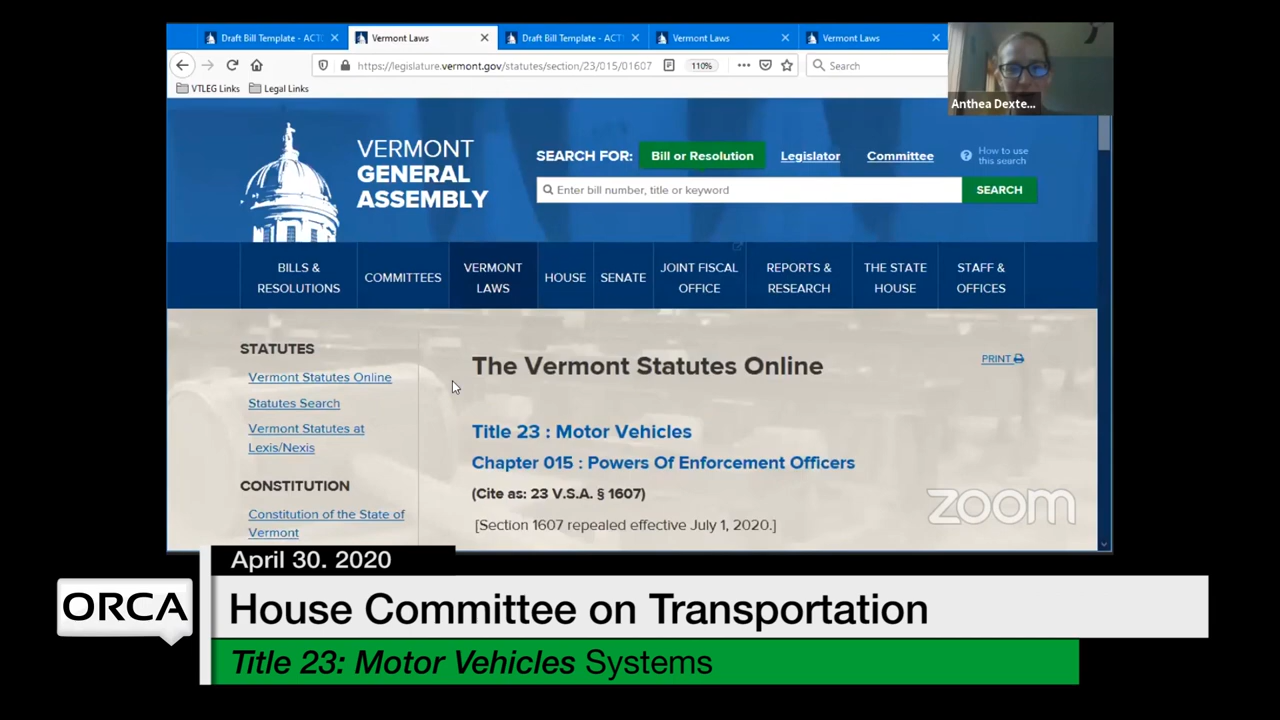 Draft Bill Template - ACT
Vermont Laws
Draft Bill Template - ACT
Vermont Laws
Vermont Laws
https://legislature.vermont.gov/statutes/section/23/015/01607
110%
Search
VTLEG Links
Legal Links
Anthea Dexte...
VERMONT
GENERAL
ASSEMBLY
SEARCH FOR:
Bill or Resolution
Legislator
Committee
How to use
this search
Enter bill number, title or keyword
SEARCH
BILLS &
RESOLUTIONS
COMMITTEES
VERMONT
LAWS
HOUSE
SENATE
JOINT FISCAL
OFFICE
REPORTS &
RESEARCH
THE STATE
HOUSE
STAFF &
OFFICES
STATUTES
Vermont Statutes Online
Statutes Search
Vermont Statutes at
Lexis/Nexis
CONSTITUTION
Constitution of the State of
Vermont
The Vermont Statutes Online
PRINT
Title 23 : Motor Vehicles
Chapter 015 : Powers Of Enforcement Officers
(Cite as: 23 V.S.A. § 1607)
[Section 1607 repealed effective July 1, 2020.]
zoom
April 30. 2020
ORCA
House Committee on Transportation
Title 23: Motor Vehicles Systems